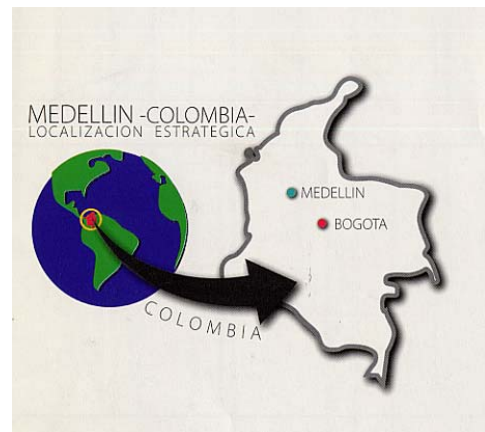 MEDELLIN -COLOMBIA-
LOCALIZACION ESTRATEGICA
MEDELLIN
BOGOTA
COLOMBIA